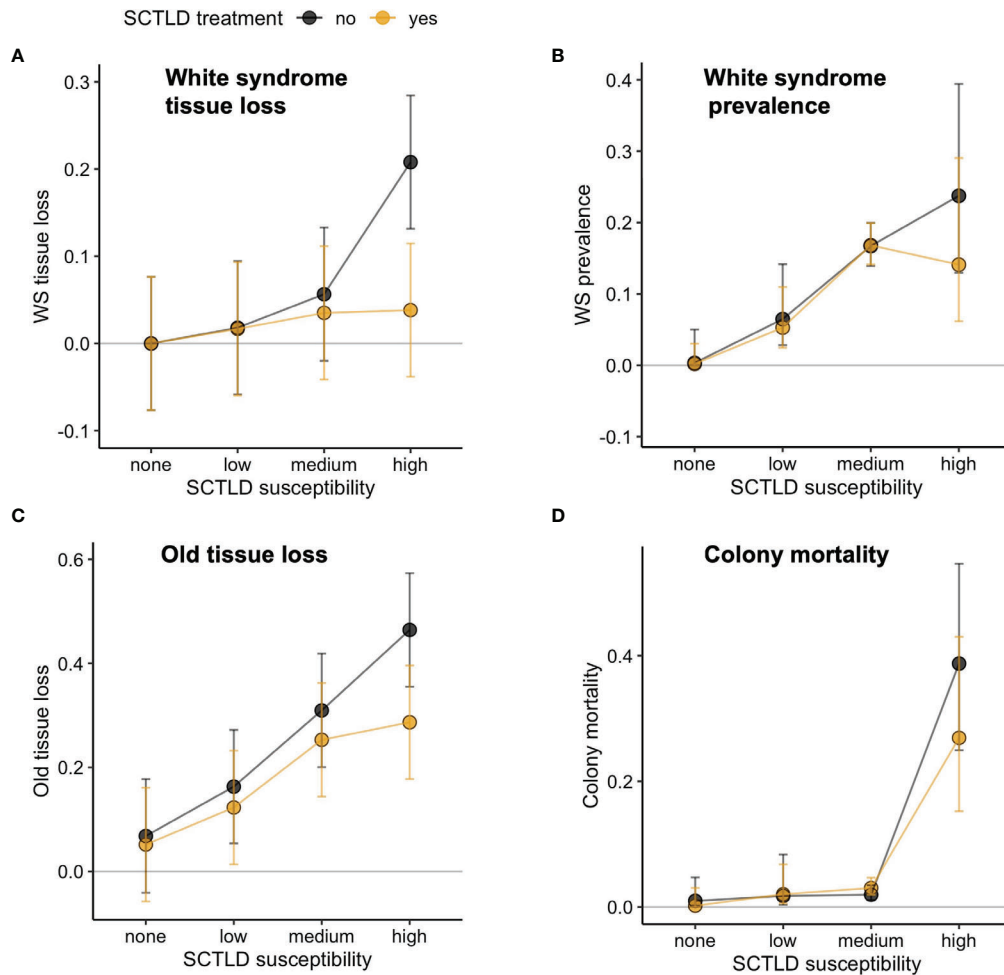 SCTLD treatment no yes
A
White syndrome
tissue loss
0.3
0.2
0.1
0.0
-0.1
WS tissue loss
none low medium high
SCTLD susceptibility
B
White syndrome
prevalence
0.4
0.3
0.2
0.1
0.0
-0.1
WS prevalence
none low medium high
SCTLD susceptibility
C
Old tissue loss
0.6
0.4
0.2
0.0
Old tissue loss
none low medium high
SCTLD susceptibility
D
Colony mortality
0.4
0.2
0.0
Colony mortality
none low medium high
SCTLD susceptibility